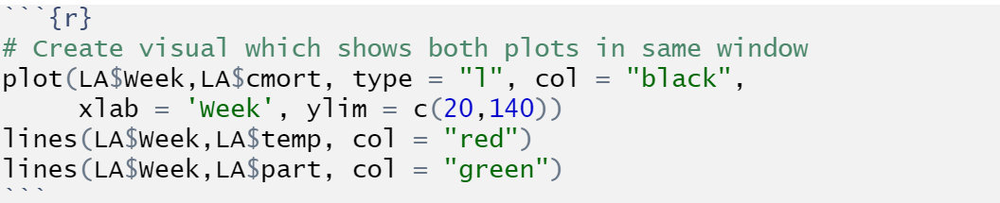 ```{r}
# Create visual which shows both plots in same window
plot(LA$Week,LA$cmort, type = "l", col = "black",
     xlab = 'Week', ylim = c(20,140))
lines(LA$Week,LA$temp, col = "red")
lines(LA$Week,LA$part, col = "green")
```